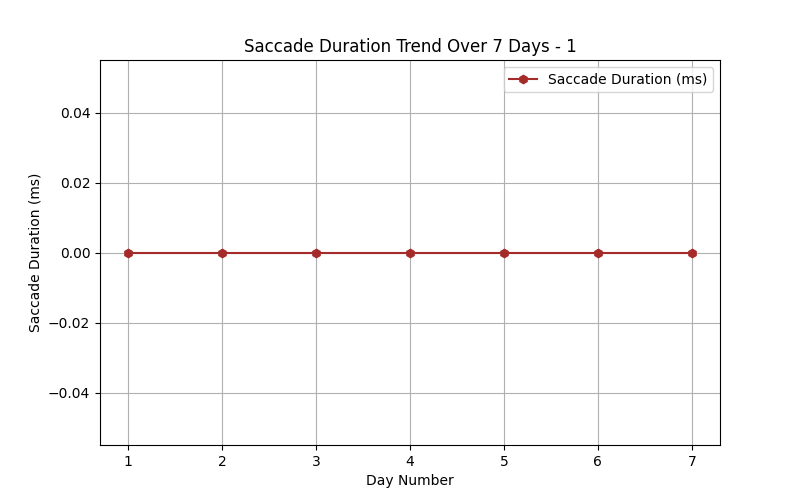 Saccade Duration Trend Over 7 Days - 1
Saccade Duration (ms)
0.04
0.02
0.00
−0.02
−0.04
Saccade Duration (ms)
1 2 3 4 5 6 7
Day Number